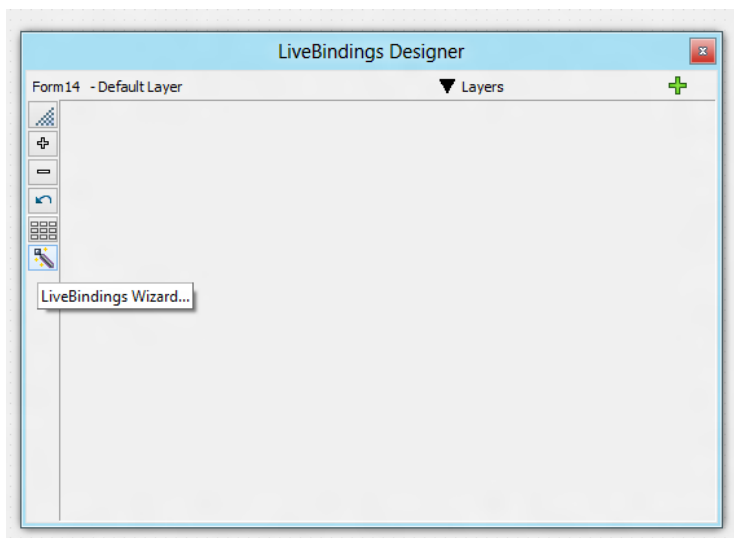 LiveBindings Designer
Form14 - Default Layer Layers
LiveBindings Wizard...